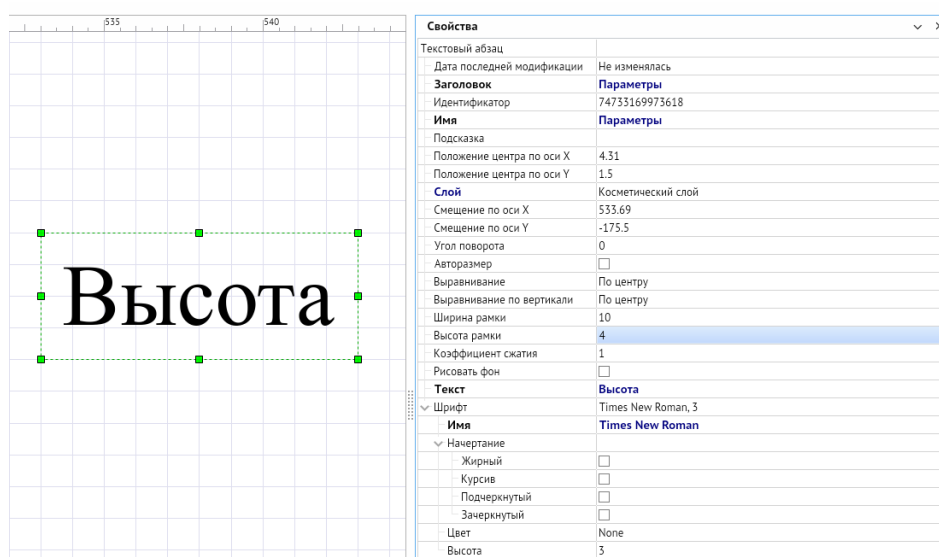 535 540
Высота
Свойства
Текстовый абзац
Дата последней модификации Не изменялась
Заголовок Параметры
Идентификатор 74733169973618
Имя Параметры
Подсказка
Положение центра по оси X 4.31
Положение центра по оси Y 1.5
Слой Косметический слой
Смещение по оси X 533.69
Смещение по оси Y -175.5
Угол поворота 0
Авторазмер
Выравнивание По центру
Выравнивание по вертикали По центру
Ширина рамки 10
Высота рамки 4
Коэффициент сжатия 1
Рисовать фон
Текст Высота
Шрифт Times New Roman, 3
Имя Times New Roman
Начертание
Жирный
Курсив
Подчеркнутый
Зачеркнутый
Цвет None
Высота 3